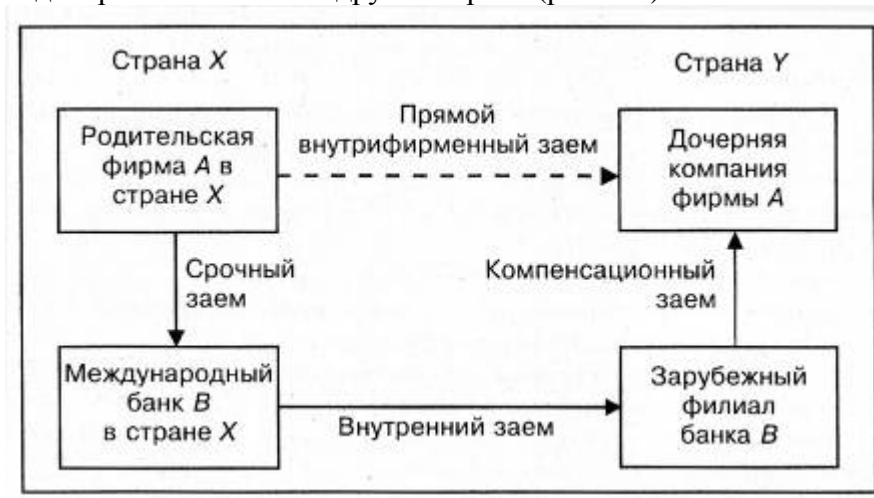 Страна X
Страна Y
Родительская
фирма A в
стране X
Прямой
внутрифирменный заем
Дочерняя
компания
фирмы A
Срочный
заем
Компенсационный
заем
Международный
банк B
в стране X
Внутренний заем
Зарубежный
филиал
банка B